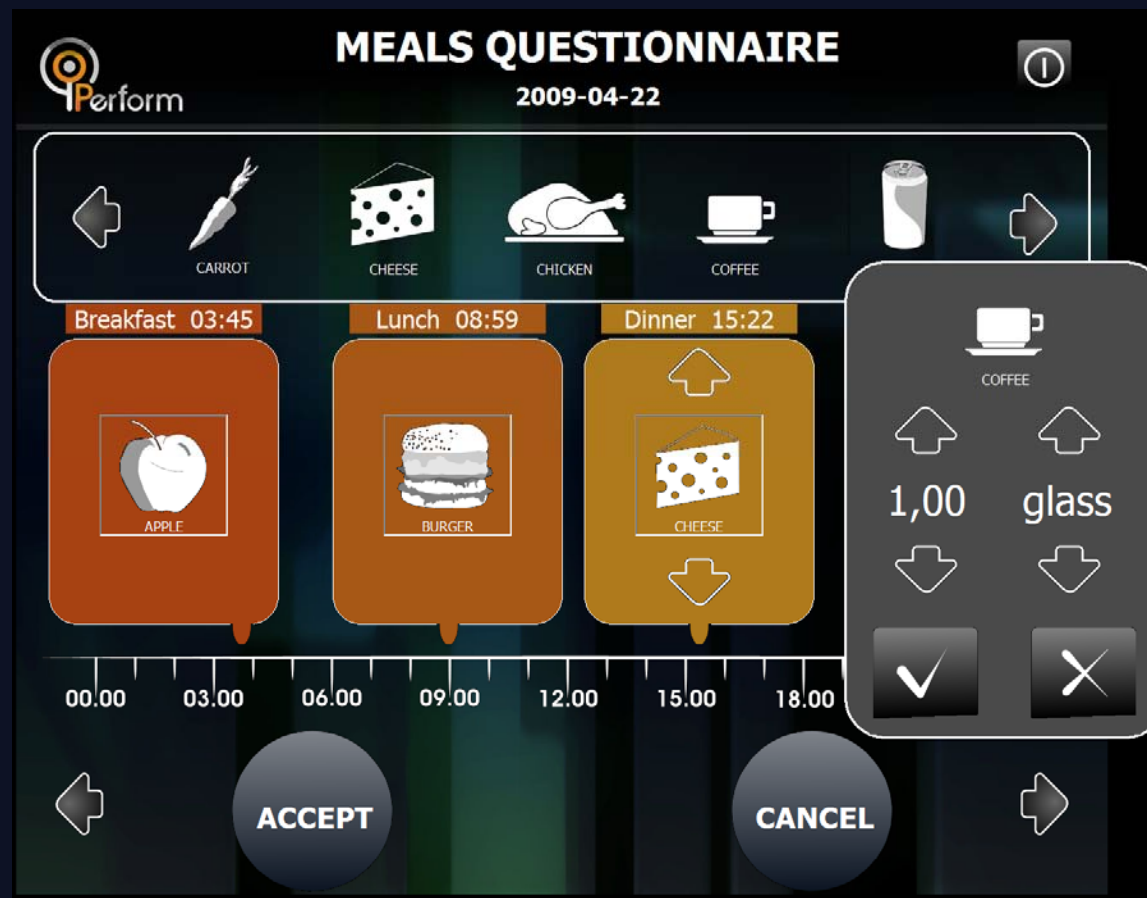 Perform
MEALS QUESTIONNAIRE
2009-04-22
CARROT
CHEESE
CHICKEN
COFFEE
Breakfast 03:45
Lunch 08:59
Dinner 15:22
APPLE
BURGER
CHEESE
COFFEE
1,00
glass
00.00
03.00
06.00
09.00
12.00
15.00
18.00
ACCEPT
CANCEL